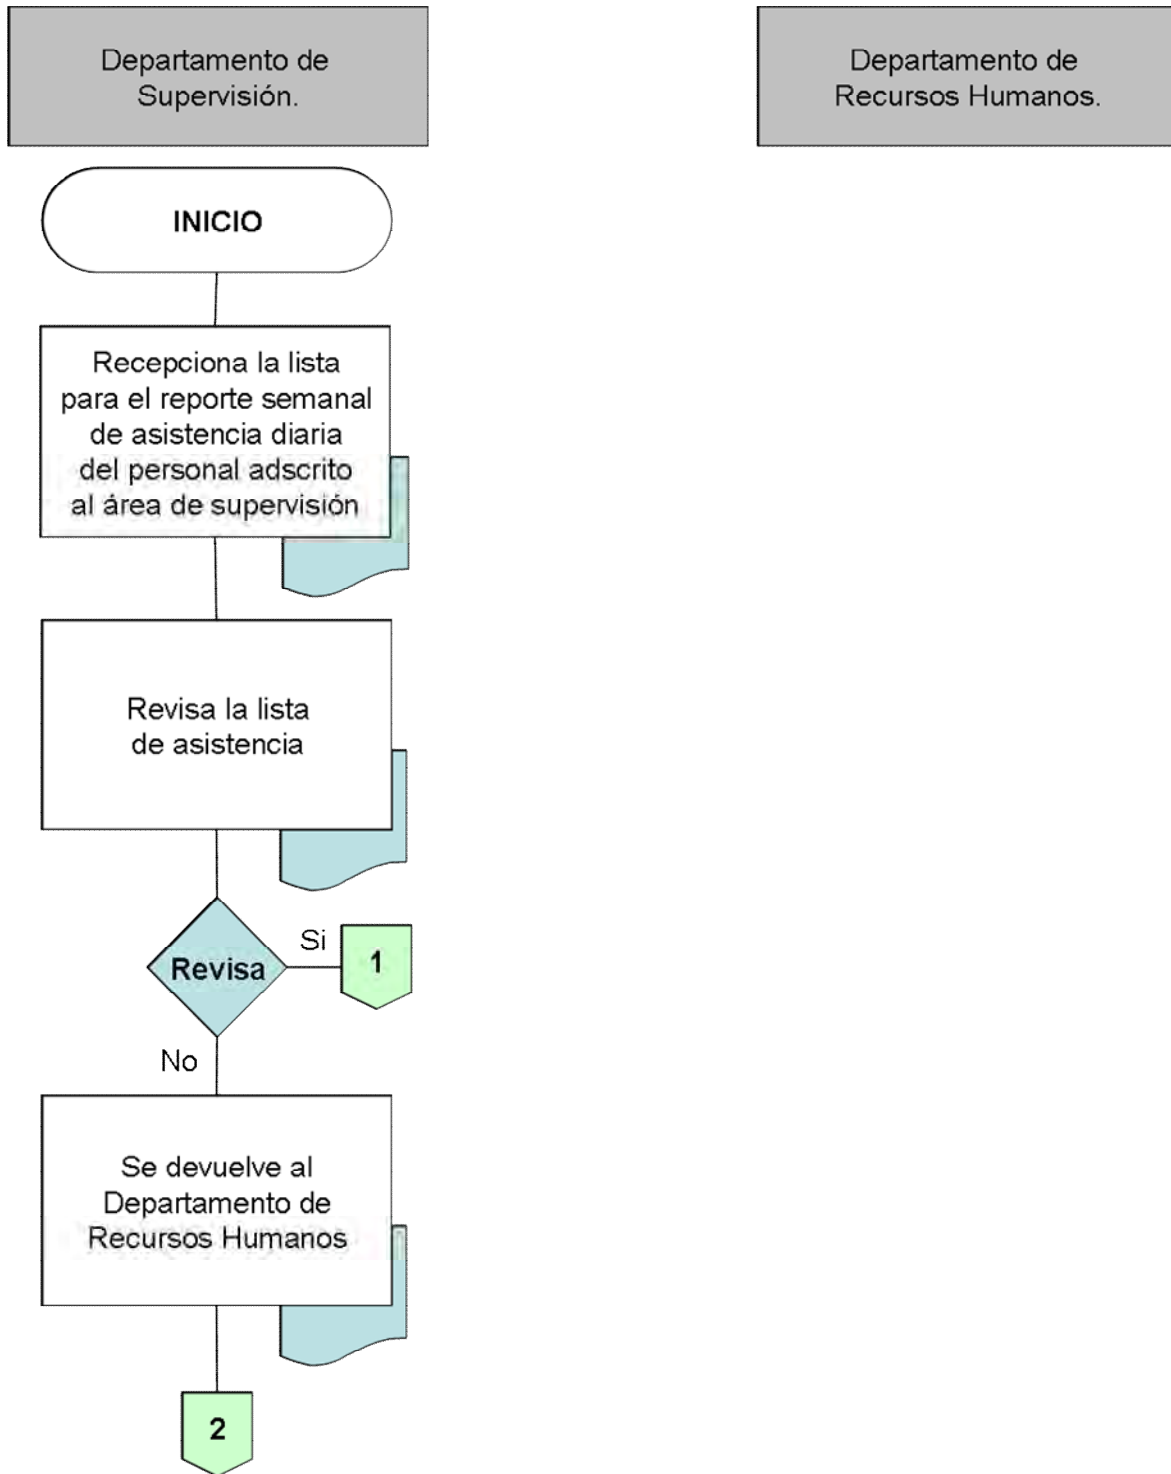 Departamento de
Supervisión.
Departamento de
Recursos Humanos.
INICIO
Recepciona la lista
para el reporte semanal
de asistencia diaria
del personal adscrito
al área de supervisión
Revisa la lista
de asistencia
Revisa
Si
1
No
Se devuelve al
Departamento de
Recursos Humanos
2